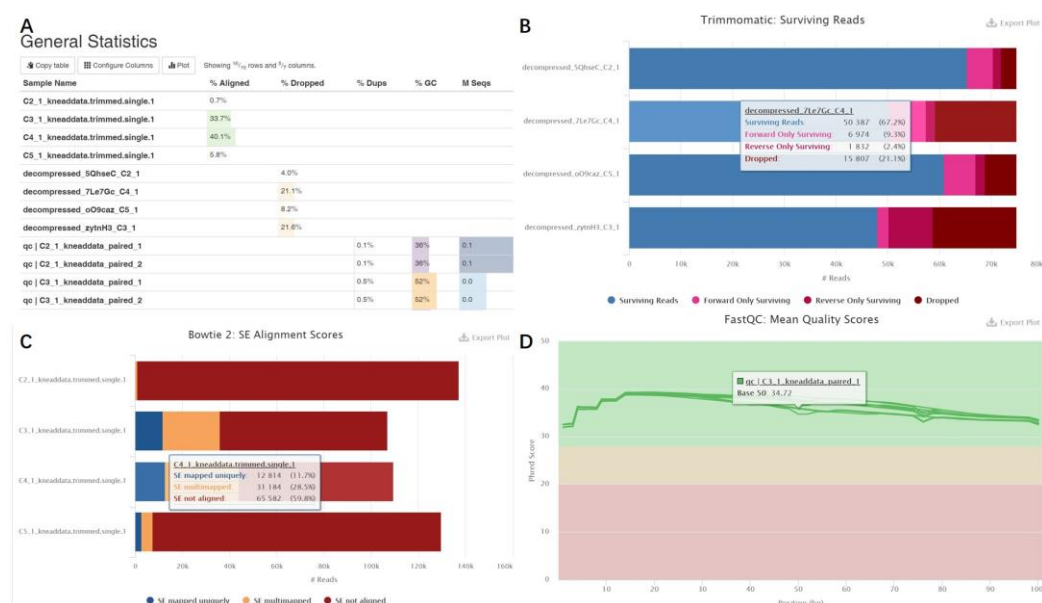 A
General Statistics
Copy table
Configure Columns
Plot
Showing 16/16 rows and 5/7 columns.
Sample Name % Aligned % Dropped % Dups % GC M Seqs
C2_1_kneaddata.trimmed.single.1 0.7%
C3_1_kneaddata.trimmed.single.1 33.7%
C4_1_kneaddata.trimmed.single.1 40.1%
C5_1_kneaddata.trimmed.single.1 5.8%
decompressed_5QhseC_C2_1 4.0%
decompressed_7Le7Gc_C4_1 21.1%
decompressed_oO9caz_C5_1 8.2%
decompressed_zytnH3_C3_1 21.6%
qc | C2_1_kneaddata_paired_1 0.1% 36% 0.1
qc | C2_1_kneaddata_paired_2 0.1% 36% 0.1
qc | C3_1_kneaddata_paired_1 0.5% 52% 0.0
qc | C3_1_kneaddata_paired_2 0.5% 52% 0.0
B
Trimmomatic: Surviving Reads
Export Plot
decompressed_5QhseC_C2_1
decompressed_7Le7Gc_C4_1
decompressed_oO9caz_C5_1
decompressed_zytnH3_C3_1
decompressed_7Le7Gc_C4_1
Surviving Reads: 50 387 (67.2%)
Forward Only Surviving: 6 974 (9.3%)
Reverse Only Surviving: 1 832 (2.4%)
Dropped: 15 807 (21.1%)
0 10k 20k 30k 40k 50k 60k 70k 80k
# Reads
Surviving Reads Forward Only Surviving Reverse Only Surviving Dropped
C
Bowtie 2: SE Alignment Scores
Export Plot
C2_1_kneaddata.trimmed.single.1
C3_1_kneaddata.trimmed.single.1
C4_1_kneaddata.trimmed.single.1
C5_1_kneaddata.trimmed.single.1
C4_1_kneaddata.trimmed.single.1
SE mapped uniquely: 12 814 (11.7%)
SE multimapped: 31 184 (28.5%)
SE not aligned: 65 582 (59.8%)
0 20k 40k 60k 80k 100k 120k 140k 160k
# Reads
SE mapped uniquely SE multimapped SE not aligned
D
FastQC: Mean Quality Scores
Export Plot
Phred Score
50
40
30
20
10
0
qc | C3_1_kneaddata_paired_1
Base 50 34.72
10 20 30 40 50 60 70 80 90 100
Position (bp)